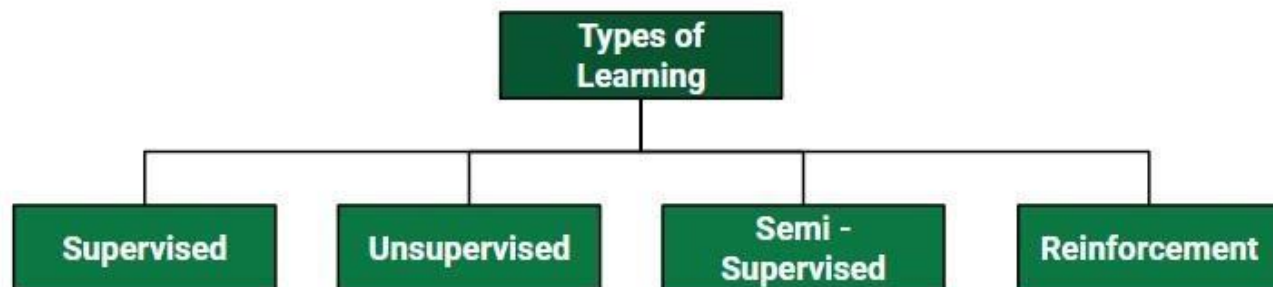 Types of
Learning
Supervised
Unsupervised
Semi -
Supervised
Reinforcement